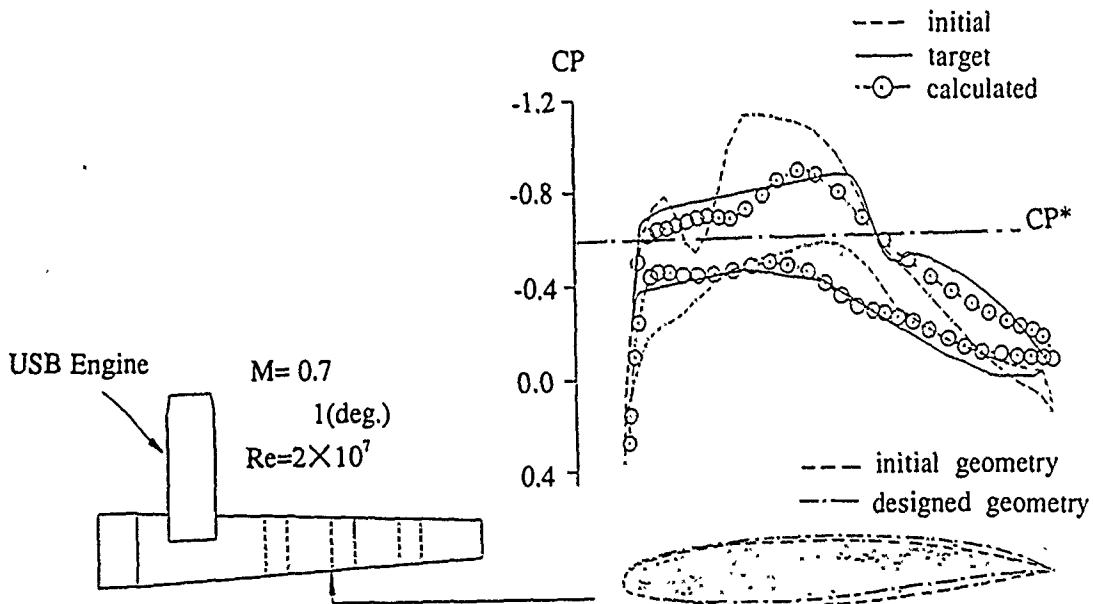 initial
target
calculated
CP
-1.2
-0.8
-0.4
0.0
0.4
CP*
USB Engine
M= 0.7
1(deg.)
Re=2×10⁷
initial geometry
designed geometry